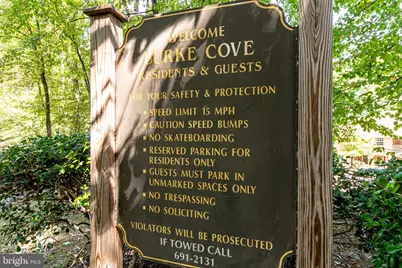 WELCOME
BURKE COVE
RESIDENTS & GUESTS
FOR YOUR SAFETY & PROTECTION
▪ SPEED LIMIT 15 MPH
▪ CAUTION SPEED BUMPS
▪ NO SKATEBOARDING
▪ RESERVED PARKING FOR
RESIDENTS ONLY
▪ GUESTS MUST PARK IN
UNMARKED SPACES ONLY
▪ NO TRESPASSING
▪ NO SOLICITING
VIOLATORS WILL BE PROSECUTED
IF TOWED CALL
691-2131
© BRIGHT MLS